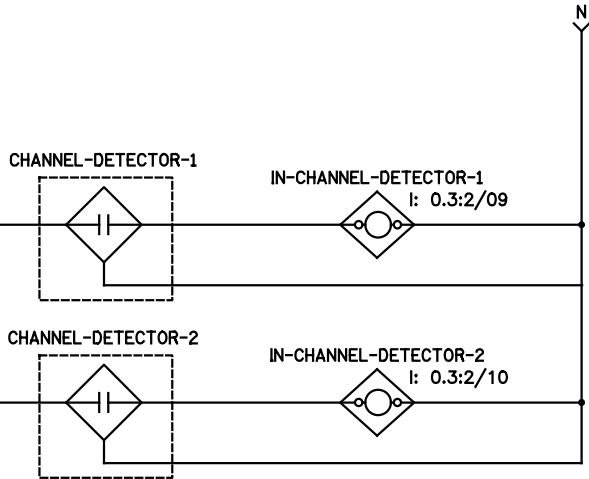 N
CHANNEL-DETECTOR-1
IN-CHANNEL-DETECTOR-1
I: 0.3:2/09
CHANNEL-DETECTOR-2
IN-CHANNEL-DETECTOR-2
I: 0.3:2/10